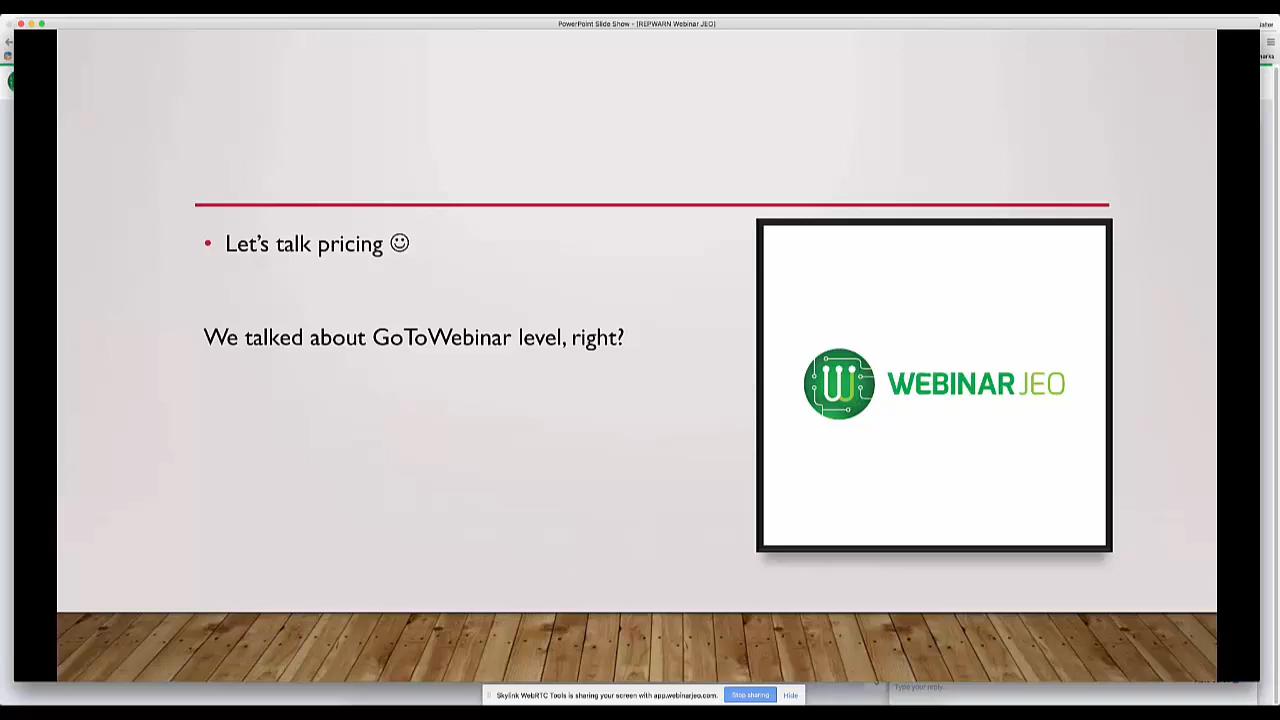 PowerPoint Slide Show - [REPWARN Webinar JEO]
• Let's talk pricing ☺
We talked about GoToWebinar level, right?
WEBINAR JEO
Skylink WebRTC Tools is sharing your screen with app.webinarjeo.com.
Stop sharing
Hide
Type your reply...